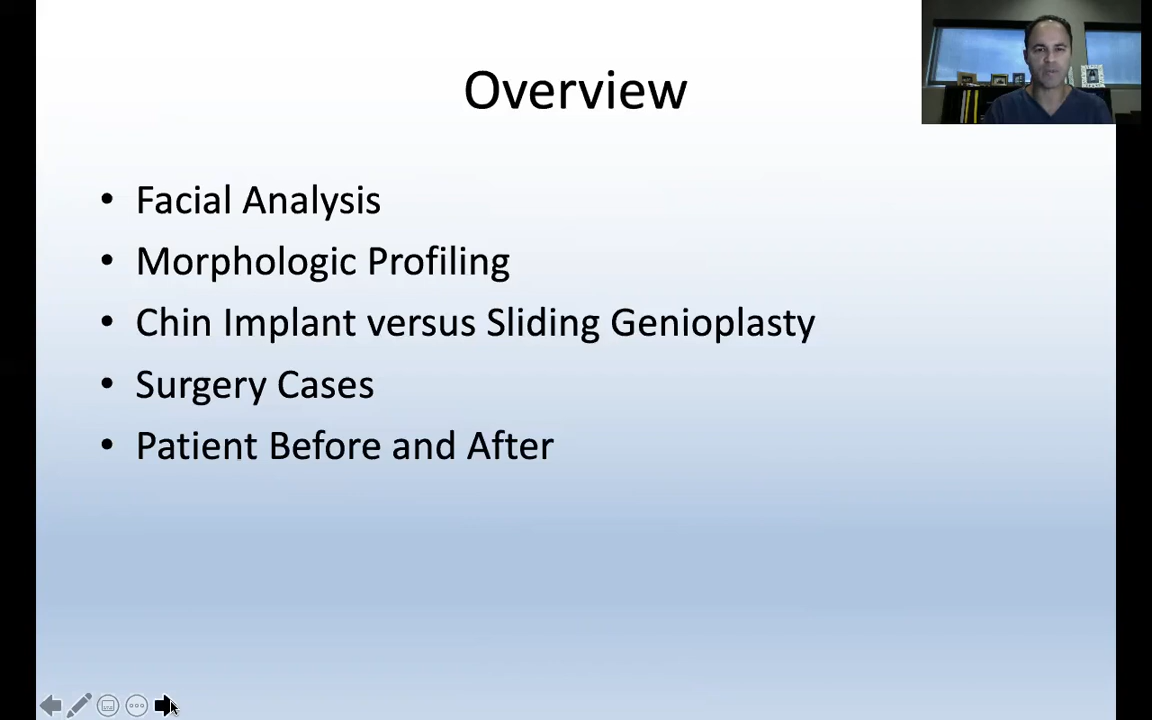 Overview
• Facial Analysis
• Morphologic Profiling
• Chin Implant versus Sliding Genioplasty
• Surgery Cases
• Patient Before and After